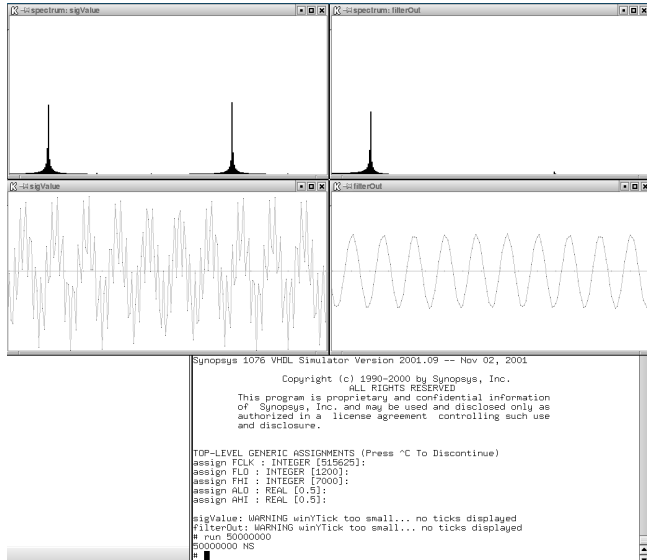 spectrum: sigValue
spectrum: filterOut
sigValue
filterOut
Synopsys 1076 VHDL Simulator Version 2001.09 -- Nov 02, 2001
Copyright (c) 1990-2000 by Synopsys, Inc.
ALL RIGHTS RESERVED
This program is proprietary and confidential information
of Synopsys, Inc. and may be used and disclosed only as
authorized in a license agreement controlling such use
and disclosure.
TOP-LEVEL GENERIC ASSIGNMENTS (Press ^C To Discontinue)
assign FCLK : INTEGER [515625]:
assign FLO : INTEGER [1200]:
assign FHI : INTEGER [7000]:
assign ALO : REAL [0.5]:
assign AHI : REAL [0.5]:
sigValue: WARNING winYTick too small... no ticks displayed
filterOut: WARNING winYTick too small... no ticks displayed
# run 50000000
50000000 NS
#